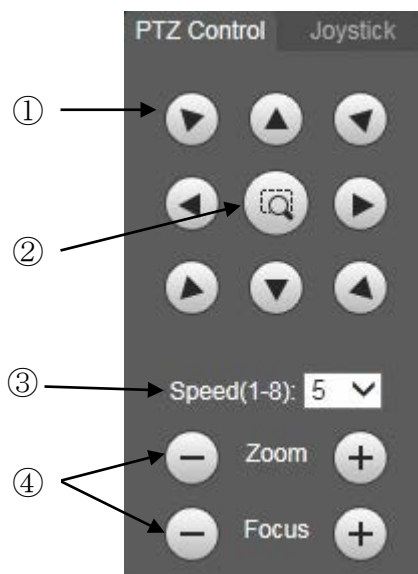 PTZ Control Joystick
①
②
③ Speed(1-8): 5
Zoom
④
Focus